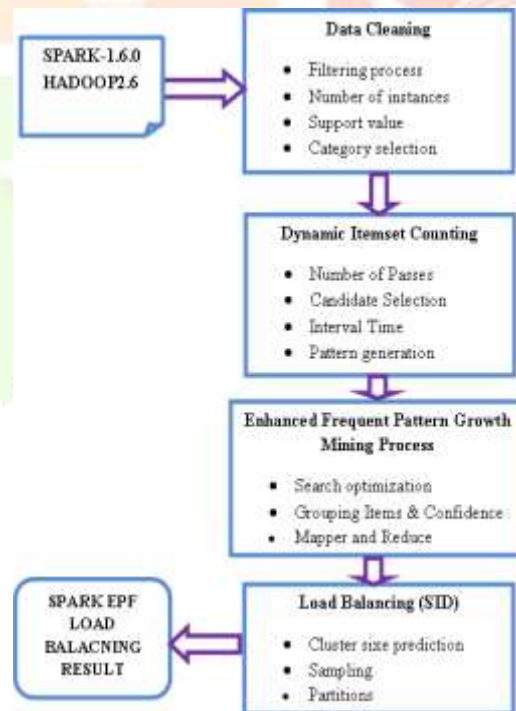 SPARK-1.6.0
HADOOP2.6
Data Cleaning
• Filtering process
• Number of instances
• Support value
• Category selection
Dynamic Itemset Counting
• Number of Passes
• Candidate Selection
• Interval Time
• Pattern generation
Enhanced Frequent Pattern Growth
Mining Process
• Search optimization
• Grouping Items & Confidence
• Mapper and Reduce
Load Balancing (SID)
• Cluster size prediction
• Sampling
• Partitions
SPARK EPF
LOAD
BALACNING
RESULT